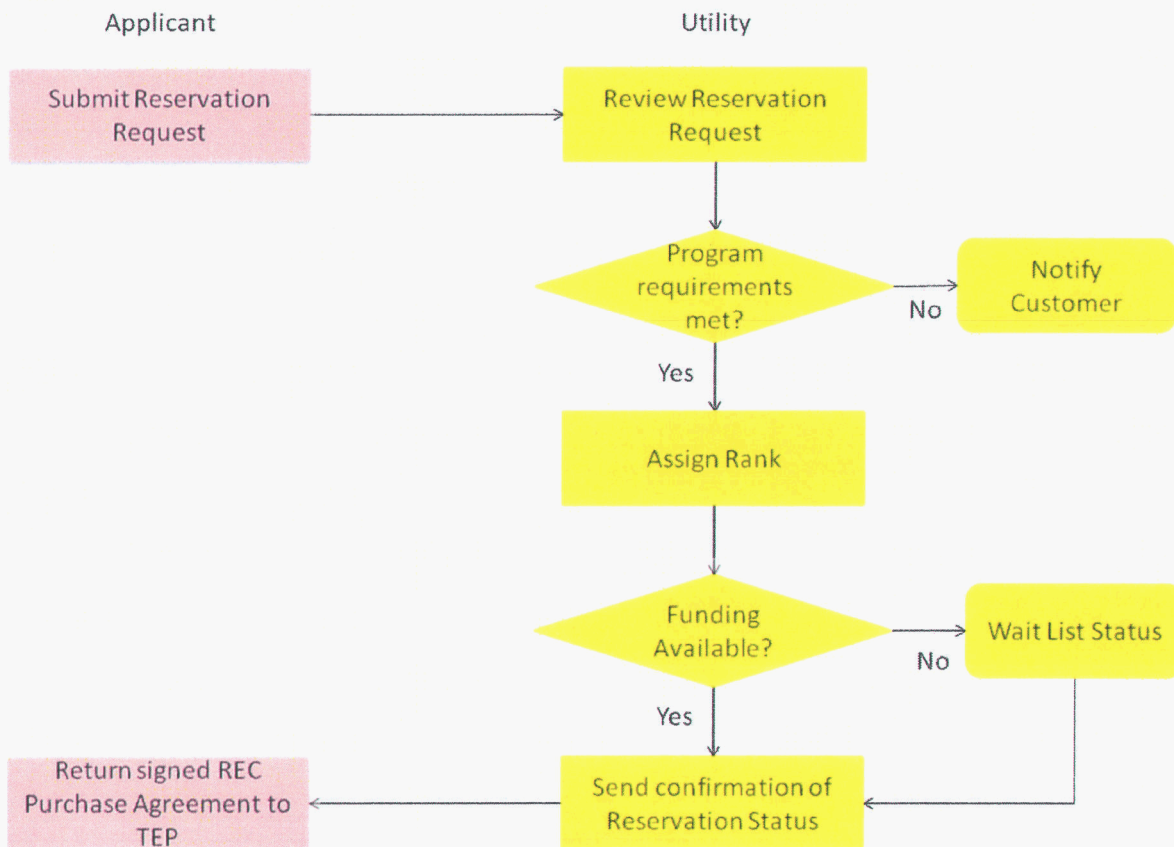 Applicant
Utility
Submit Reservation
Request
Review Reservation
Request
Program
requirements
met?
No
Notify
Customer
Yes
Assign Rank
Funding
Available?
No
Wait List Status
Yes
Return signed REC
Purchase Agreement to
TEP
Send confirmation of
Reservation Status